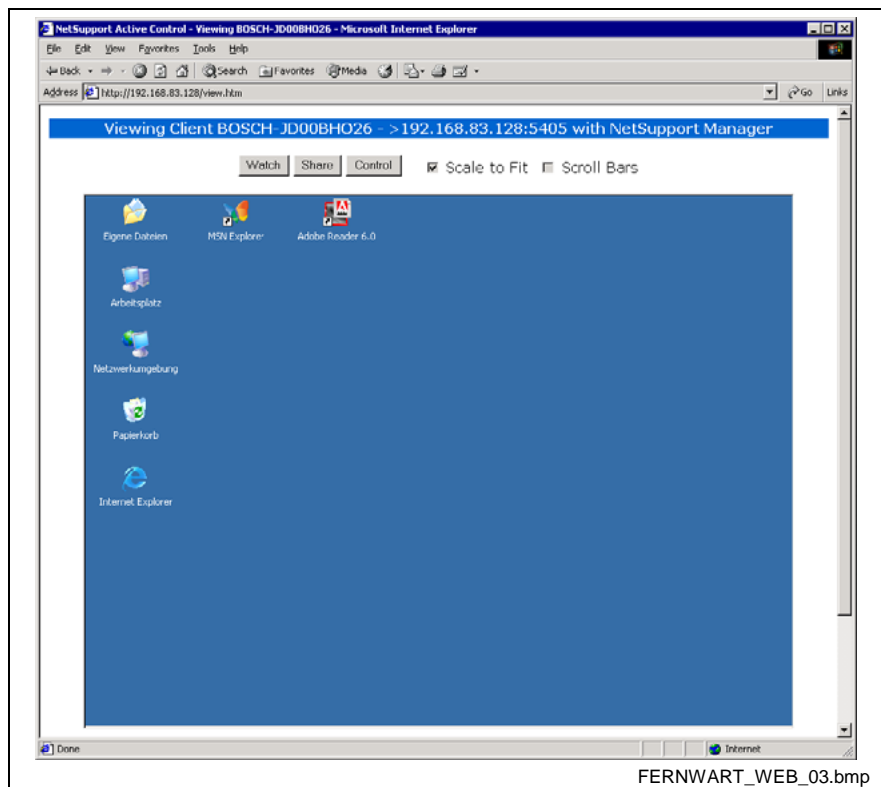 NetSupport Active Control - Viewing BOSCH-JD00BHO26 - Microsoft Internet Explorer
File Edit View Favorites Tools Help
Back Search Favorites Media
Address http://192.168.83.128/view.htm Go Links
Viewing Client BOSCH-JD00BHO26 - >192.168.83.128:5405 with NetSupport Manager
Watch Share Control Scale to Fit Scroll Bars
Eigene Dateien MSN Explorer Adobe Reader 6.0
Arbeitsplatz
Netzwerkumgebung
Papierkorb
Internet Explorer
Done Internet
FERNWART_WEB_03.bmp